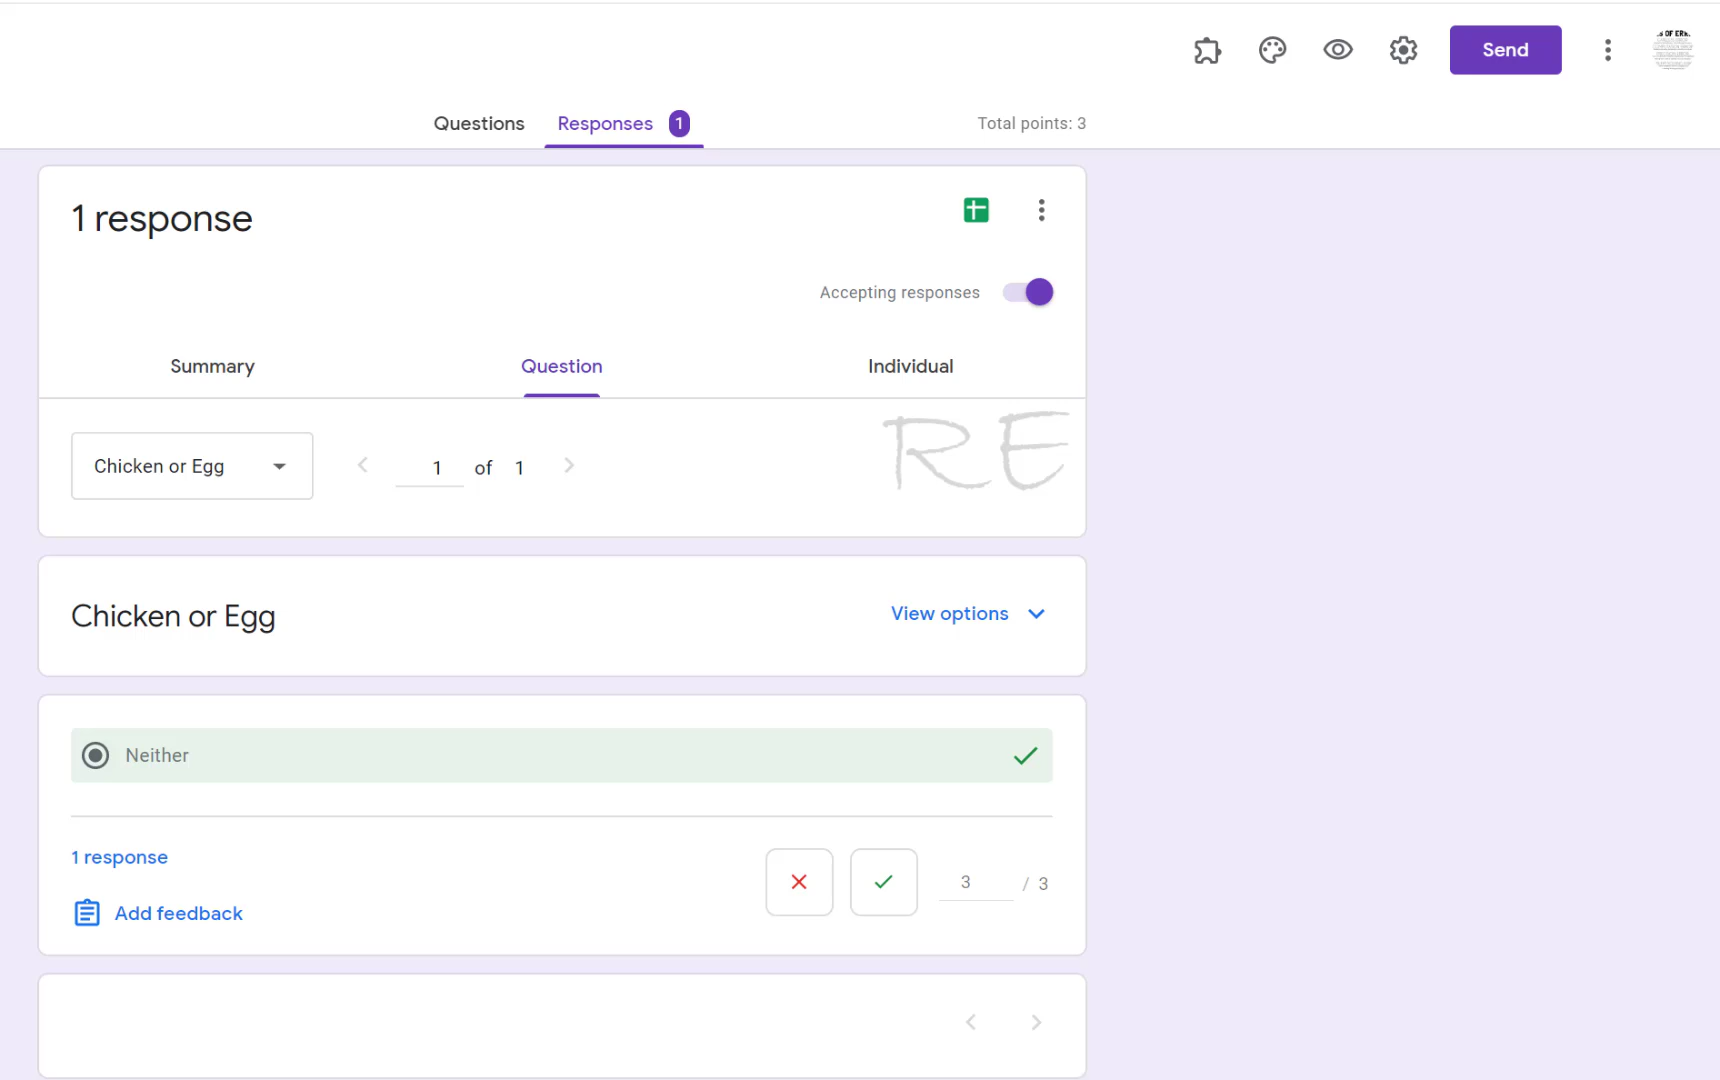 Send
Questions Responses 1 Total points: 3
1 response
Accepting responses
Summary Question Individual
Chicken or Egg 1 of 1
RE
Chicken or Egg View options
Neither
1 response
3 / 3
Add feedback